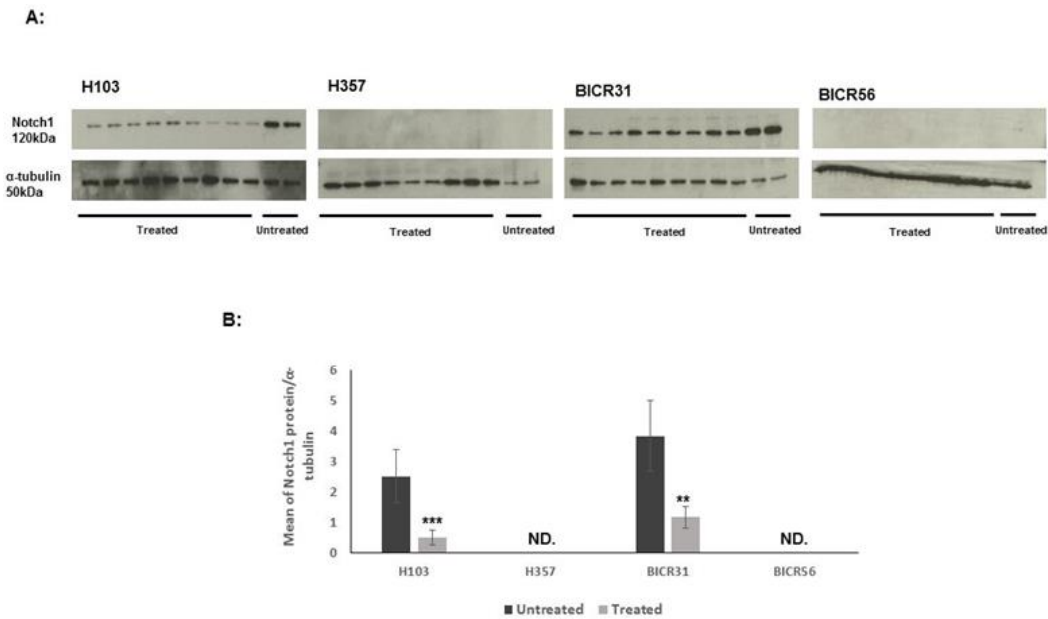 A:
H103
H357
BICR31
BICR56
Notch1
120kDa
α-tubulin
50kDa
Treated
Untreated
Treated
Untreated
Treated
Untreated
Treated
Untreated
B:
Mean of Notch1 protein/α-
tubulin
6
5
4
3
2
1
0
***
ND.
**
ND.
H103
H357
BICR31
BICR56
Untreated
Treated